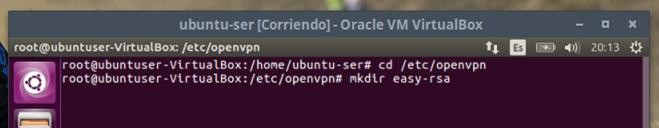 ubuntu-ser [Corriendo] - Oracle VM VirtualBox
root@ubuntuser-VirtualBox: /etc/openvpn
Es
20:13
root@ubuntuser-VirtualBox:/home/ubuntu-ser# cd /etc/openvpn
root@ubuntuser-VirtualBox:/etc/openvpn# mkdir easy-rsa